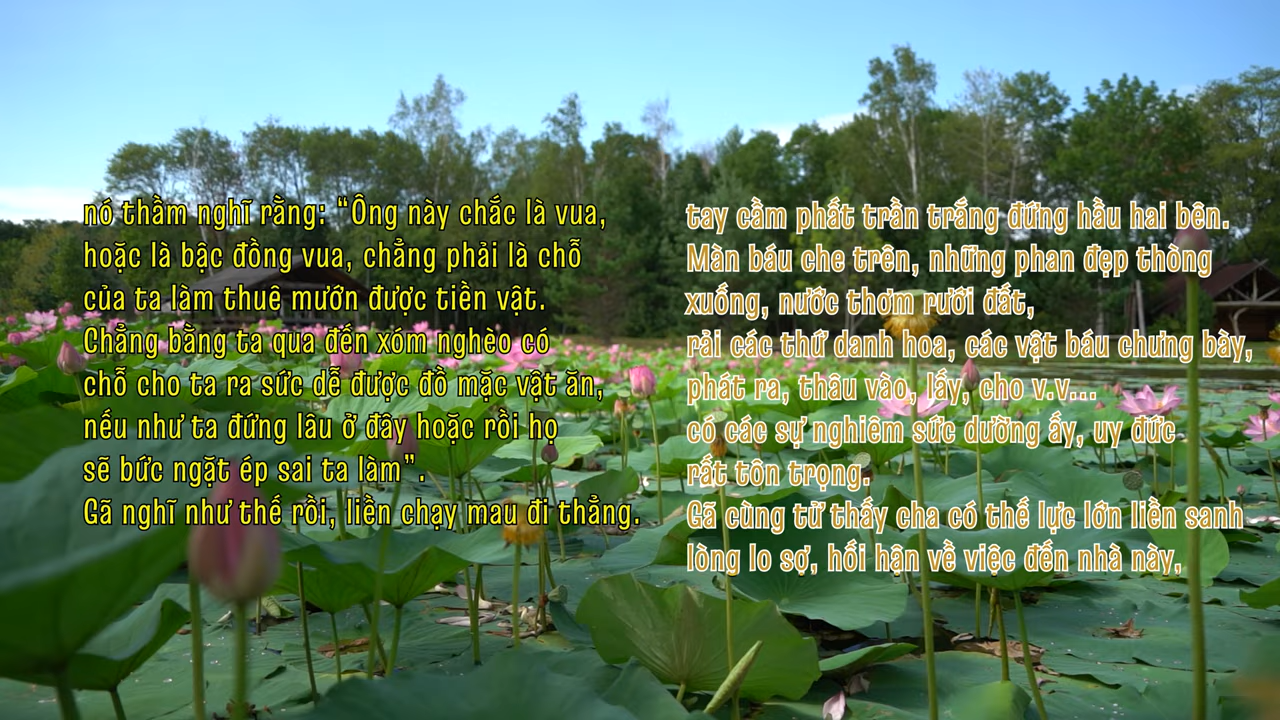 nó thầm nghĩ rằng: “Ông này chắc là vua,
hoặc là bậc đồng vua, chẳng phải là chỗ
của ta làm thuê mướn được tiền vật.
Chẳng bằng ta qua đến xóm nghèo có
chỗ cho ta ra sức dễ được đồ mặc vật ăn,
nếu như ta đứng lâu ở đây hoặc rồi họ
sẽ bức ngặt ép sai ta làm”.
Gã nghĩ như thế rồi, liền chạy mau đi thẳng.
tay cầm phất trần trắng đứng hầu hai bên.
Màn báu che trên, những phan đẹp thòng
xuống, nước thơm rưới đất,
rải các thứ danh hoa, các vật báu chưng bày,
phát ra, thâu vào, lấy, cho v.v...
có các sự nghiêm sức dường ấy, uy đức
rất tôn trọng.
Gã cùng tử thấy cha có thế lực lớn liền sanh
lòng lo sợ, hối hận về việc đến nhà này,